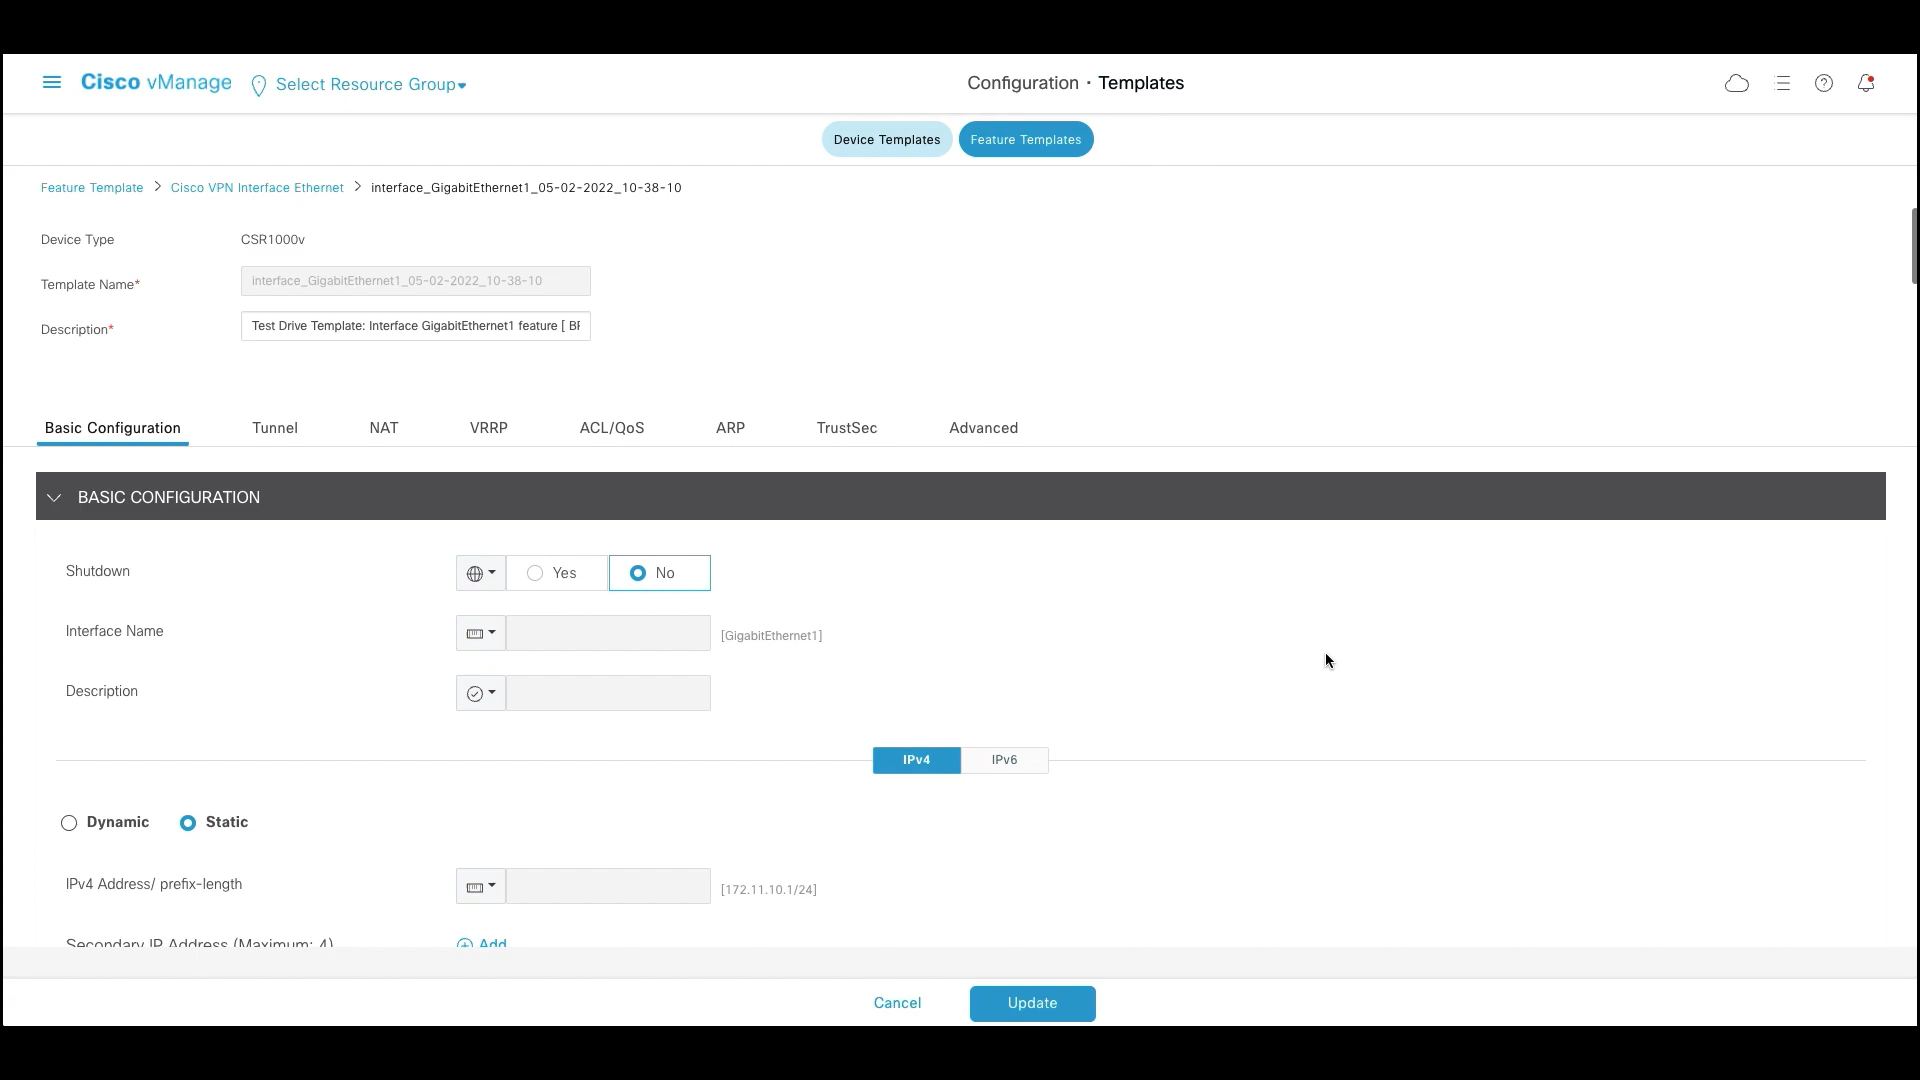 Cisco vManage Select Resource Group Configuration · Templates
Device Templates Feature Templates
Feature Template > Cisco VPN Interface Ethernet > interface_GigabitEthernet1_05-02-2022_10-38-10
Device Type CSR1000v
Template Name* interface_GigabitEthernet1_05-02-2022_10-38-10
Description* Test Drive Template: Interface GigabitEthernet1 feature [ BF
Basic Configuration Tunnel NAT VRRP ACL/QoS ARP TrustSec Advanced
BASIC CONFIGURATION
Shutdown Yes No
Interface Name [GigabitEthernet1]
Description
IPv4 IPv6
Dynamic Static
IPv4 Address/ prefix-length [172.11.10.1/24]
Secondary IP Address (Maximum: 4) Add
Cancel Update